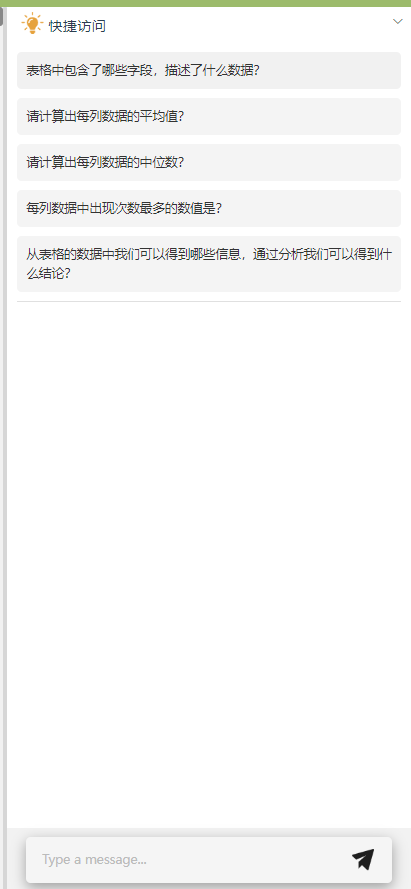 快捷访问
表格中包含了哪些字段，描述了什么数据？
请计算出每列数据的平均值？
请计算出每列数据的中位数？
每列数据中出现次数最多的数值是？
从表格的数据中我们可以得到哪些信息，通过分析我们可以得到什
么结论？
Type a message...